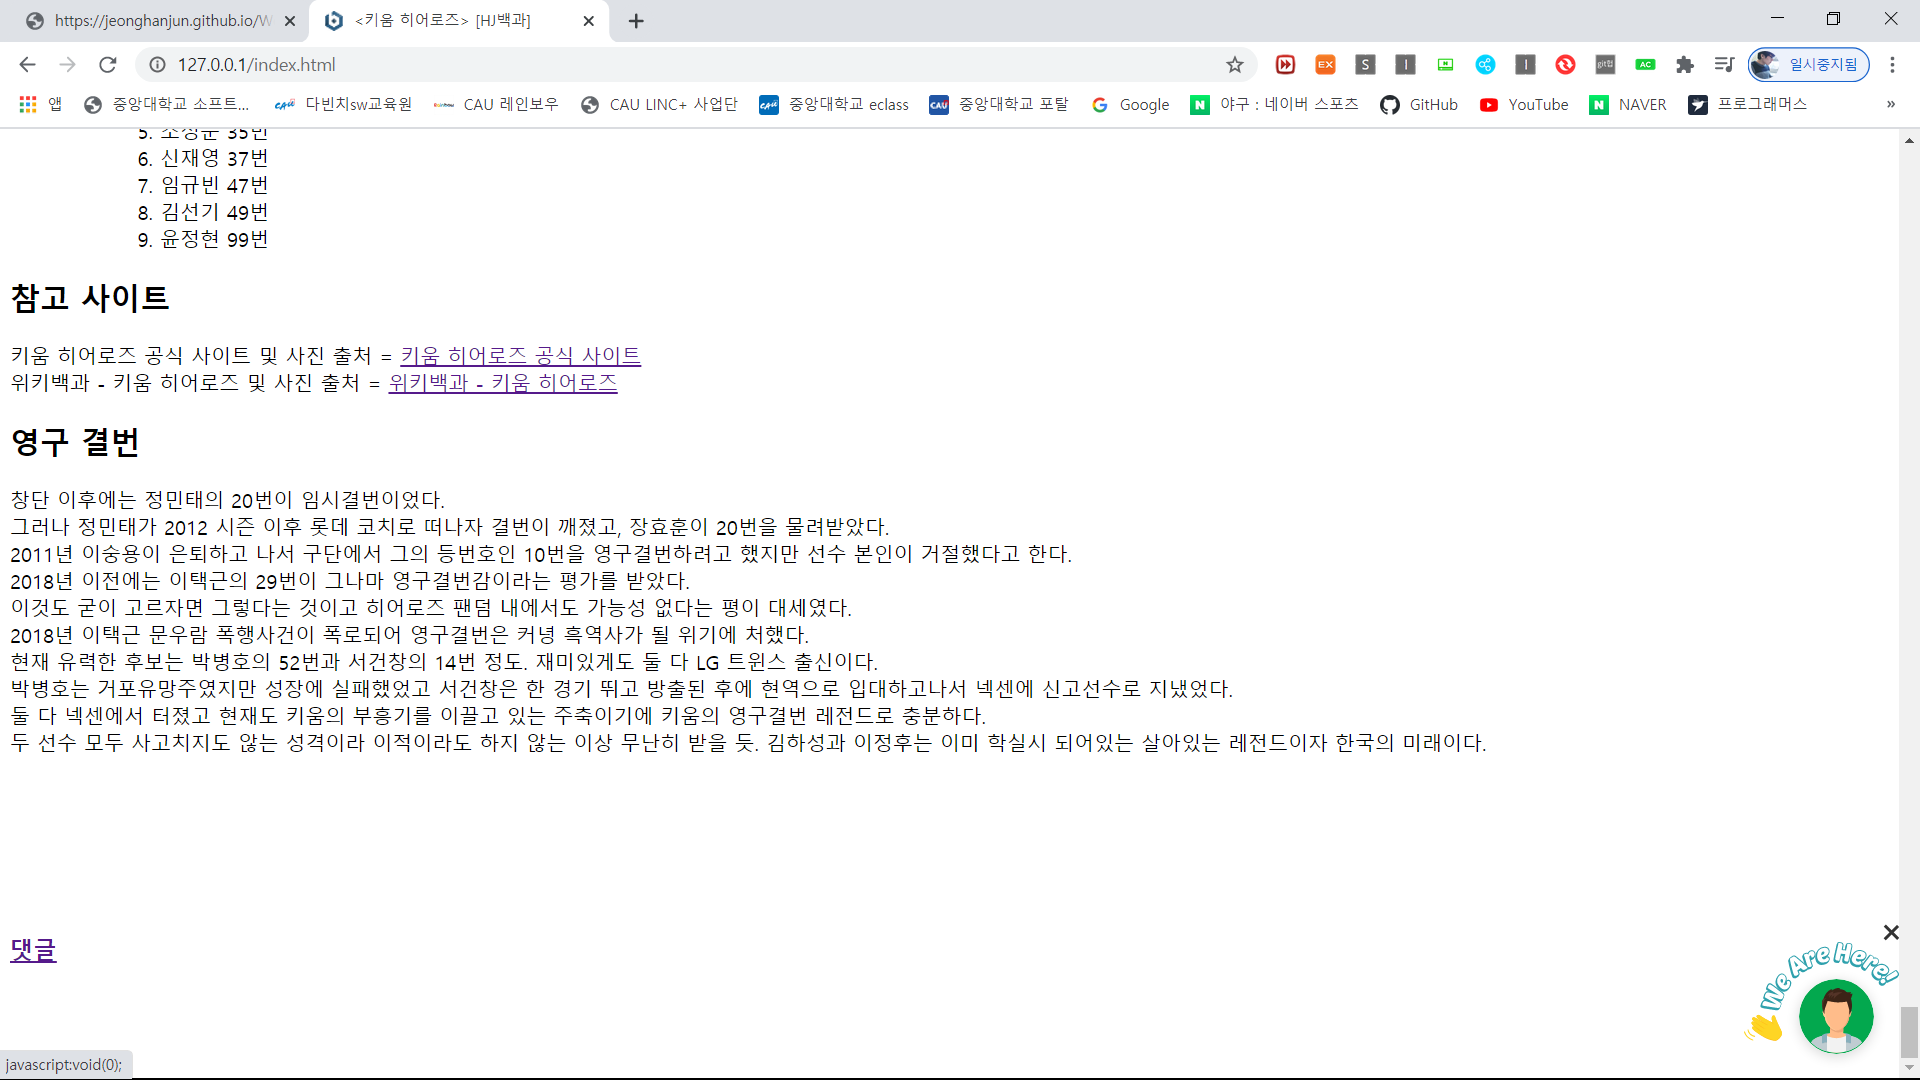 https://jeonghanjun.github.io/W
<키움 히어로즈> [HJ백과]
127.0.0.1/index.html
일시중지됨
앱
중앙대학교 소프트...
다빈치sw교육원
CAU 레인보우
CAU LINC+ 사업단
중앙대학교 eclass
중앙대학교 포탈
Google
야구 : 네이버 스포츠
GitHub
YouTube
NAVER
프로그래머스
»
6. 신재영 37번
7. 임규빈 47번
8. 김선기 49번
9. 윤정현 99번
참고 사이트
키움 히어로즈 공식 사이트 및 사진 출처 = 키움 히어로즈 공식 사이트
위키백과 - 키움 히어로즈 및 사진 출처 = 위키백과 - 키움 히어로즈
영구 결번
창단 이후에는 정민태의 20번이 임시결번이었다.
그러나 정민태가 2012 시즌 이후 롯데 코치로 떠나자 결번이 깨졌고, 장효훈이 20번을 물려받았다.
2011년 이숭용이 은퇴하고 나서 구단에서 그의 등번호인 10번을 영구결번하려고 했지만 선수 본인이 거절했다고 한다.
2018년 이전에는 이택근의 29번이 그나마 영구결번감이라는 평가를 받았다.
이것도 굳이 고르자면 그렇다는 것이고 히어로즈 팬덤 내에서도 가능성 없다는 평이 대세였다.
2018년 이택근 문우람 폭행사건이 폭로되어 영구결번은 커녕 흑역사가 될 위기에 처했다.
현재 유력한 후보는 박병호의 52번과 서건창의 14번 정도. 재미있게도 둘 다 LG 트윈스 출신이다.
박병호는 거포유망주였지만 성장에 실패했었고 서건창은 한 경기 뛰고 방출된 후에 현역으로 입대하고나서 넥센에 신고선수로 지냈었다.
둘 다 넥센에서 터졌고 현재도 키움의 부흥기를 이끌고 있는 주축이기에 키움의 영구결번 레전드로 충분하다.
두 선수 모두 사고치지도 않는 성격이라 이적이라도 하지 않는 이상 무난히 받을 듯. 김하성과 이정후는 이미 학실시 되어있는 살아있는 레전드이자 한국의 미래이다.
댓글
We Are Here!
javascript:void(0);